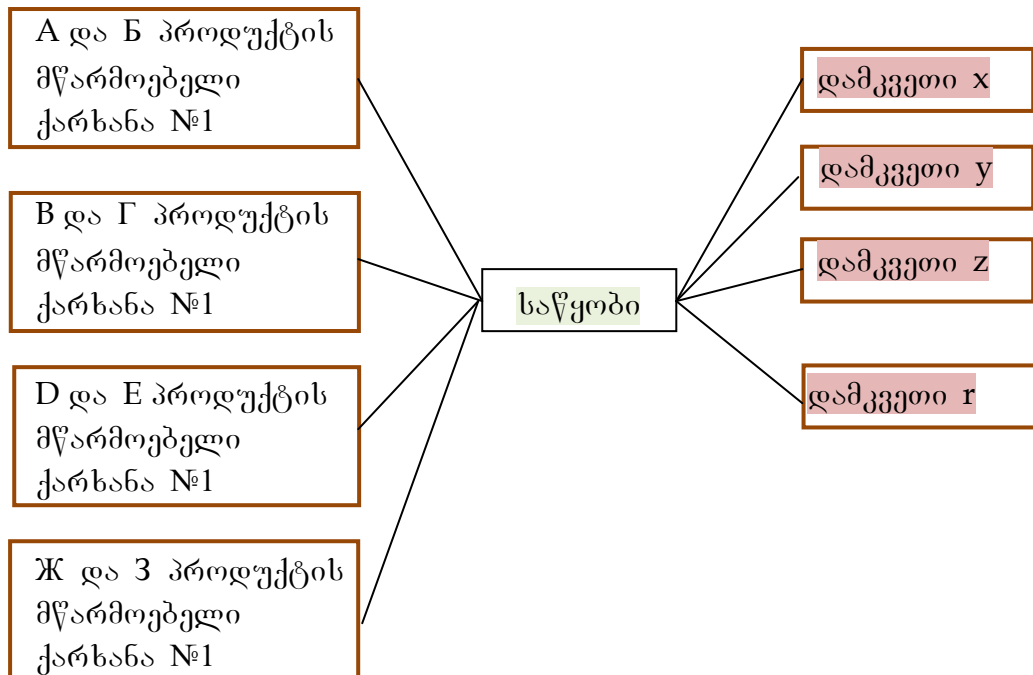 А და Б პროდუქტის
მწარმოებელი
ქარხანა №1
В და Г პროდუქტის
მწარმოებელი
ქარხანა №1
D და Е პროდუქტის
მწარმოებელი
ქარხანა №1
Ж და З პროდუქტის
მწარმოებელი
ქარხანა №1
საწყობი
დამკვეთი x
დამკვეთი y
დამკვეთი z
დამკვეთი r